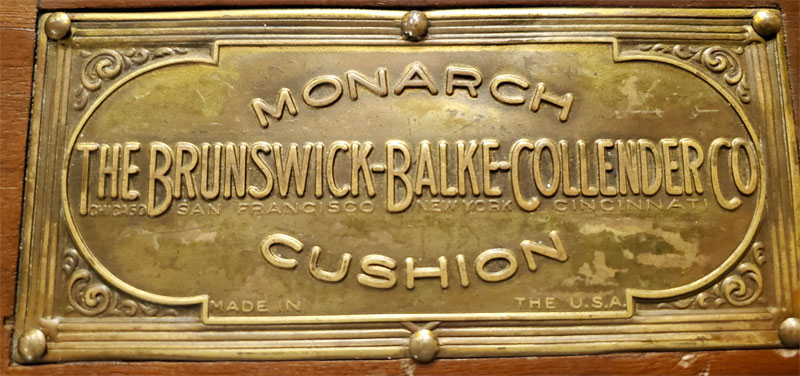 MONARCH
THE BRUNSWICK-BALKE-COLLENDER CO
CHICAGO SAN FRANCISCO NEW YORK CINCINNATI
CUSHION
MADE IN THE U.S.A.